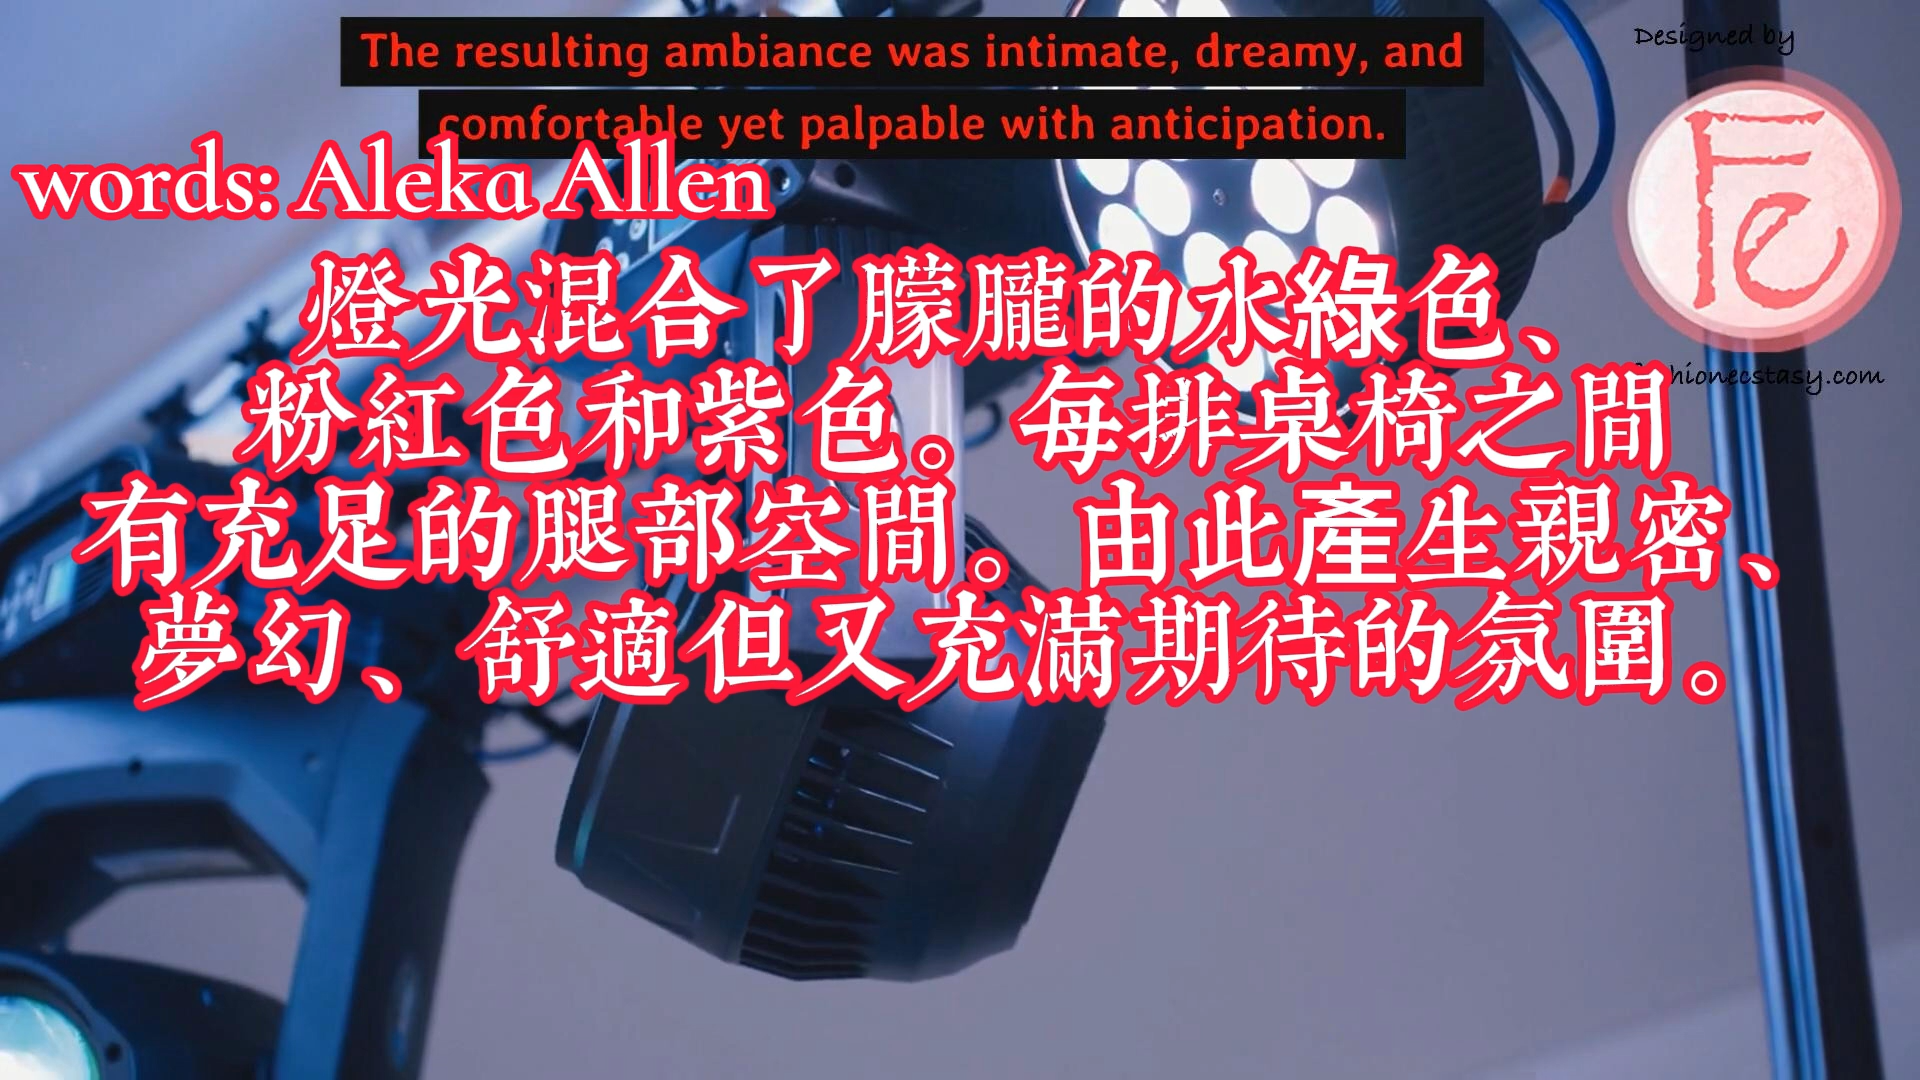 The resulting ambiance was intimate, dreamy, and
comfortable yet palpable with anticipation.
Designed by
Fe
words: Aleka Allen
燈光混合了朦朧的水綠色、
hionecstasy.com
粉紅色和紫色。每排桌椅之間
有充足的腿部空間。由此產生親密、
夢幻、舒適但又充滿期待的氛圍。